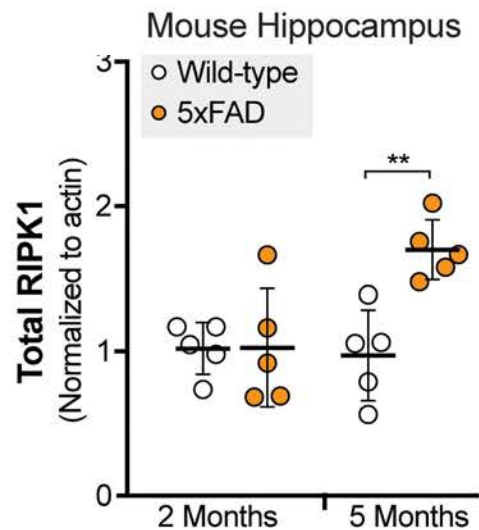 Mouse Hippocampus
Wild-type
5xFAD
Total RIPK1
(Normalized to actin)
3
2
1
0
**
2 Months
5 Months